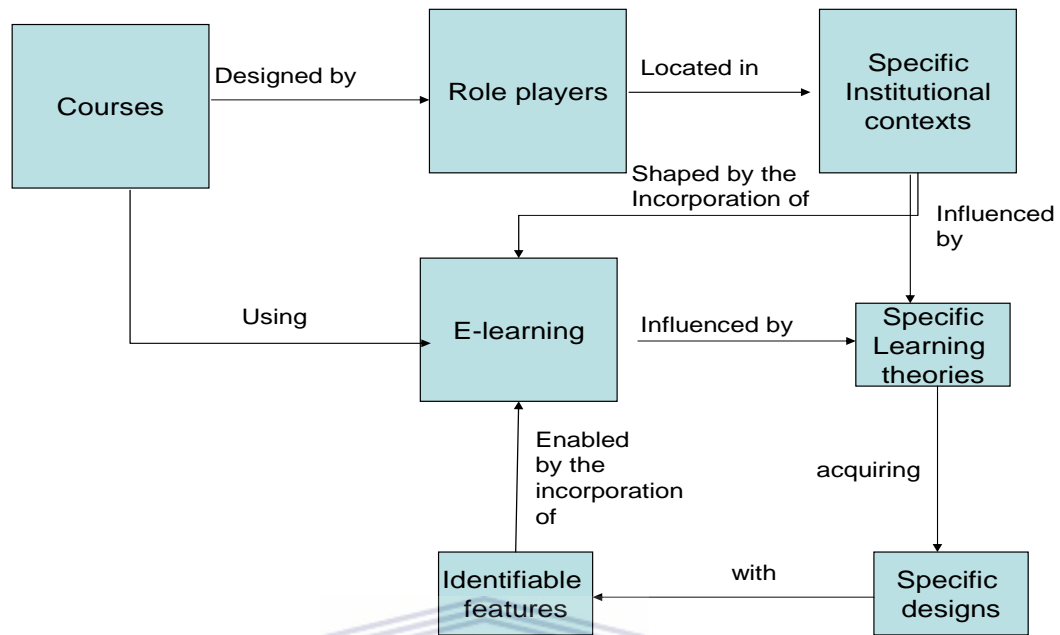 Courses
Designed by
Role players
Located in
Specific
Institutional
contexts
Shaped by the
Incorporation of
Influenced
by
Using
E-learning
Influenced by
Specific
Learning
theories
Enabled
by the
incorporation
of
acquiring
Identifiable
features
with
Specific
designs